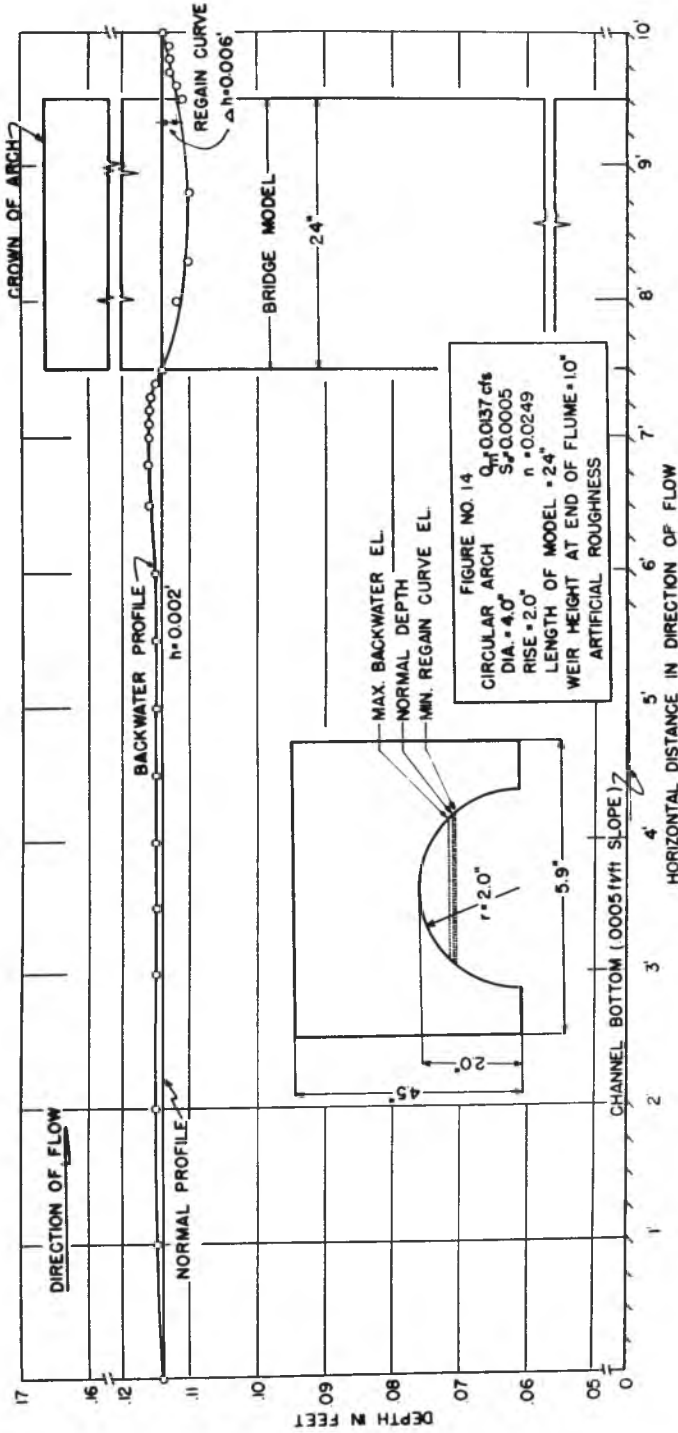 CROWN OF ARCH
REGAIN CURVE
Δh=0.006'
BRIDGE MODEL
24"
DIRECTION OF FLOW
BACKWATER PROFILE
h=0.002'
NORMAL PROFILE
MAX. BACKWATER EL.
NORMAL DEPTH
MIN. REGAIN CURVE EL.
r=2.0"
5.9"
2.0"
4.5"
FIGURE NO. 14
CIRCULAR ARCH
DIA. = 4.0"
RISE = 2.0"
Qm=0.0137 cfs
So=0.0005
n = 0.0249
LENGTH OF MODEL = 24"
WEIR HEIGHT AT END OF FLUME = 1.0"
ARTIFICIAL ROUGHNESS
CHANNEL BOTTOM (.0005 ft/ft SLOPE)
DEPTH IN FEET
.17
.16
.12
.11
.10
.09
.08
.07
.06
.05
0
1'
2'
3'
4'
5'
6'
7'
8'
9'
10'
HORIZONTAL DISTANCE IN DIRECTION OF FLOW